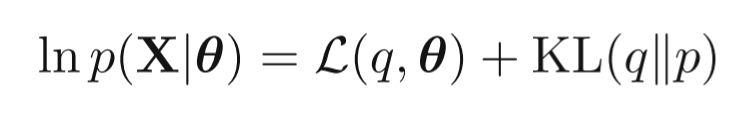 ln p(𝐗|𝜽) = ℒ(q, 𝜽) + KL(q‖p)